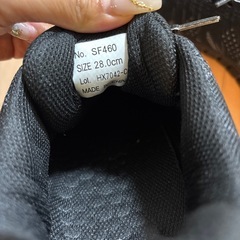 No. SF460
SIZE 28.0cm
Lot. HX7042-
MADE